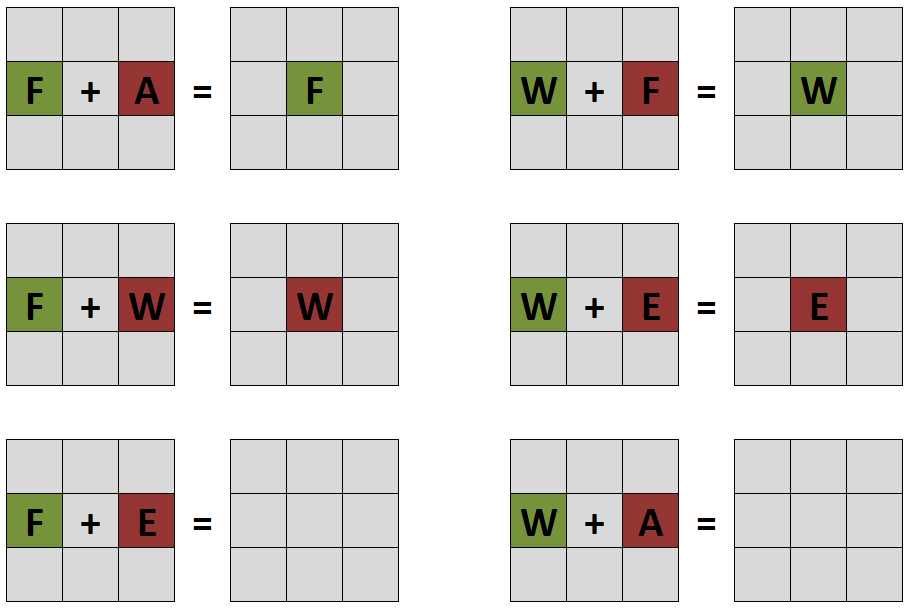 F + A = F
W + F = W
F + W = W
W + E = E
F + E =
W + A =